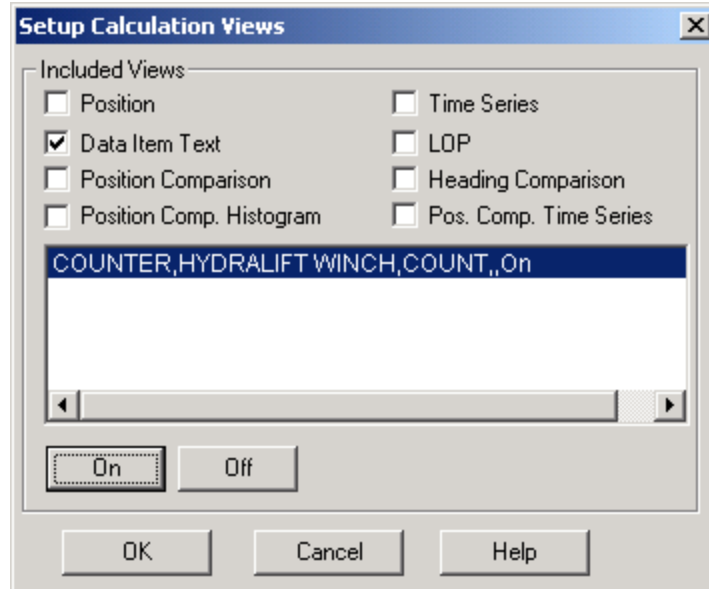 Setup Calculation Views
Included Views
Position
Time Series
Data Item Text
LOP
Position Comparison
Heading Comparison
Position Comp. Histogram
Pos. Comp. Time Series
COUNTER,HYDRALIFT WINCH,COUNT,,On
On
Off
OK
Cancel
Help